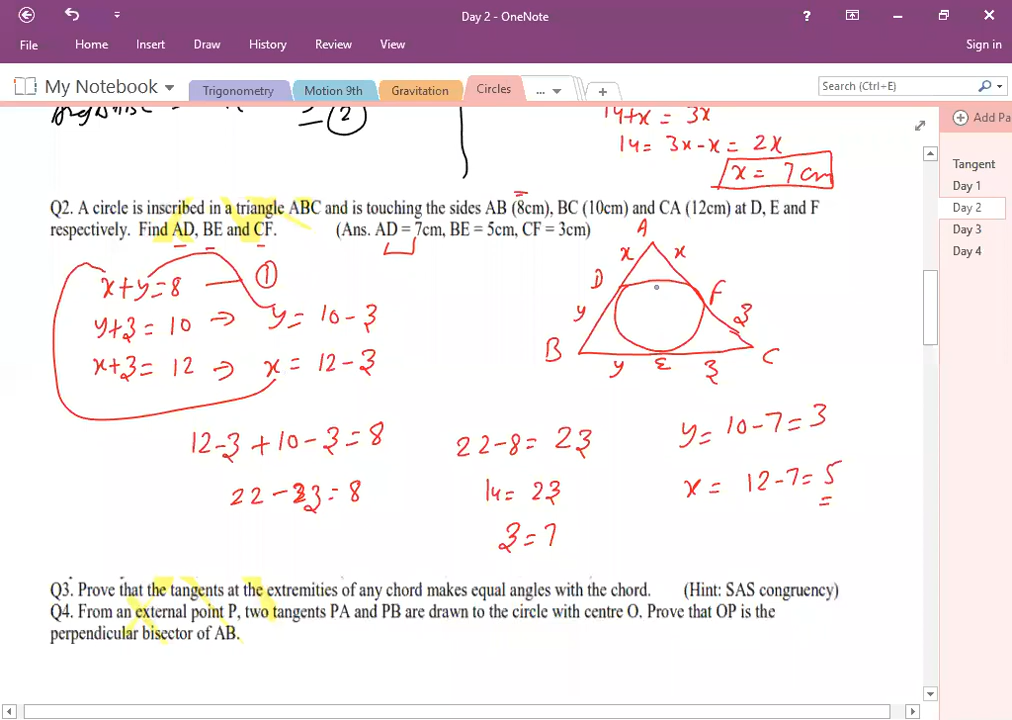 Day 2 - OneNote
?
File Home Insert Draw History Review View Sign in
My Notebook Trigonometry Motion 9th Gravitation Circles ... + Search (Ctrl+E)
= 2
14+x = 3x
14 = 3x-x = 2x
x = 7cm
Add Pa
Tangent
Day 1
Day 2
Day 3
Day 4
Q2. A circle is inscribed in a triangle ABC and is touching the sides AB (8cm), BC (10cm) and CA (12cm) at D, E and F
respectively. Find AD, BE and CF. (Ans. AD = 7cm, BE = 5cm, CF = 3cm)
x+y=8 — 1
y+z = 10 ⇒ y = 10-z
x+z = 12 ⇒ x = 12-z
A
x x
D F
y z
B C
y E z
12-z+10-z=8
22-2z=8
22-8=2z
14=2z
z=7
y= 10-7=3
x= 12-7=5
Q3. Prove that the tangents at the extremities of any chord makes equal angles with the chord. (Hint: SAS congruency)
Q4. From an external point P, two tangents PA and PB are drawn to the circle with centre O. Prove that OP is the
perpendicular bisector of AB.